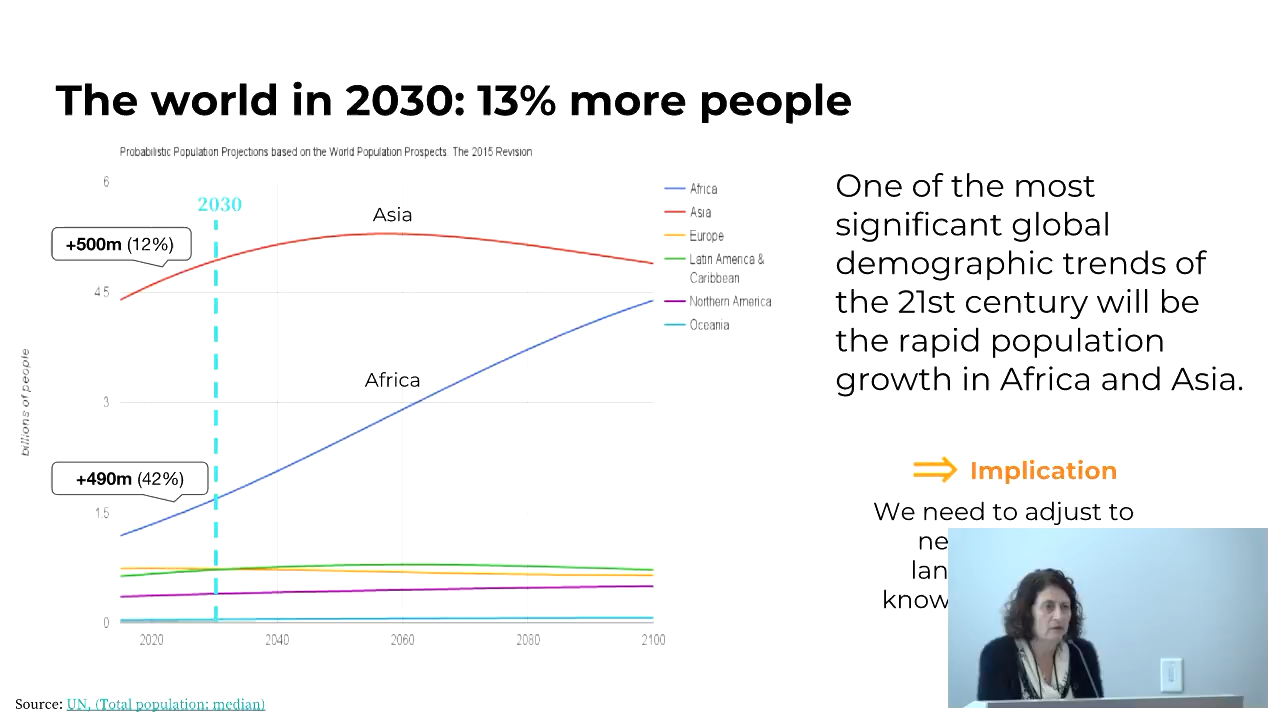 The world in 2030: 13% more people
Probabilistic Population Projections based on the World Population Prospects. The 2015 Revision
6
4 5
3
1.5
0
billions of people
2030
+500m (12%)
+490m (42%)
Asia
Africa
2020
2040
2060
2080
2100
Africa
Asia
Europe
Latin America &
Caribbean
Northern America
Oceania
One of the most
significant global
demographic trends of
the 21st century will be
the rapid population
growth in Africa and Asia.
⇒ Implication
We need to adjust to
Source: UN, (Total population: median)